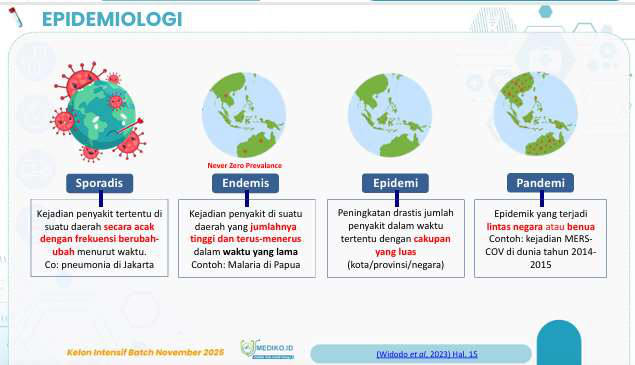 EPIDEMIOLOGI
Never Zero Prevalance
Sporadis
Kejadian penyakit tertentu di
suatu daerah secara acak
dengan frekuensi berubah-
ubah menurut waktu.
Co: pneumonia di Jakarta
Endemis
Kejadian penyakit di suatu
daerah yang jumlahnya
tinggi dan terus-menerus
dalam waktu yang lama
Contoh: Malaria di Papua
Epidemi
Peningkatan drastis jumlah
penyakit dalam waktu
tertentu dengan cakupan
yang luas
(kota/provinsi/negara)
Pandemi
Epidemik yang terjadi
lintas negara atau benua
Contoh: kejadian MERS-
COV di dunia tahun 2014-
2015
Kelon Intensif Batch November 2025
MEDIKO.ID
(Widodo et al, 2023) Hal. 15